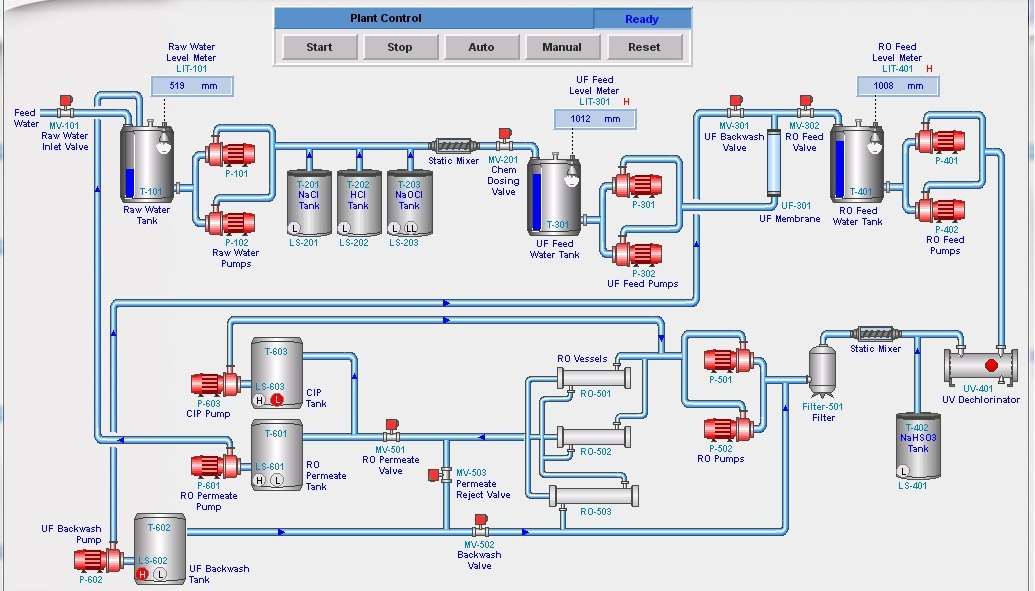 Plant Control
Ready
Start
Stop
Auto
Manual
Reset
Raw Water
Level Meter
LIT-101
519 mm
Feed
Water
MV-101
Raw Water
Inlet Valve
T-101
Raw Water
Tank
P-101
P-102
Raw Water
Pumps
T-201
NaCl
Tank
L
LS-201
T-202
HCl
Tank
L
LS-202
T-203
NaOCl
Tank
L
LL
LS-203
Static Mixer
MV-201
Chem
Dosing
Valve
UF Feed
Level Meter
LIT-301 H
1012 mm
T-301
UF Feed
Water Tank
P-301
P-302
UF Feed Pumps
MV-301
UF Backwash
Valve
MV-302
RO Feed
Valve
UF-301
UF Membrane
RO Feed
Level Meter
LIT-401 H
1008 mm
T-401
RO Feed
Water Tank
P-401
P-402
RO Feed
Pumps
T-603
LS-603
H
L
CIP
Tank
P-603
CIP Pump
T-601
LS-601
H
L
RO
Permeate
Tank
P-601
RO Permeate
Pump
MV-501
RO Permeate
Valve
MV-503
Permeate
Reject Valve
RO Vessels
RO-501
RO-502
RO-503
P-501
P-502
RO Pumps
Filter-501
Filter
Static Mixer
UV-401
UV Dechlorinator
T-402
NaHSO3
Tank
L
LS-401
UF Backwash
Pump
P-602
T-602
LS-602
H
L
UF Backwash
Tank
MV-502
Backwash
Valve